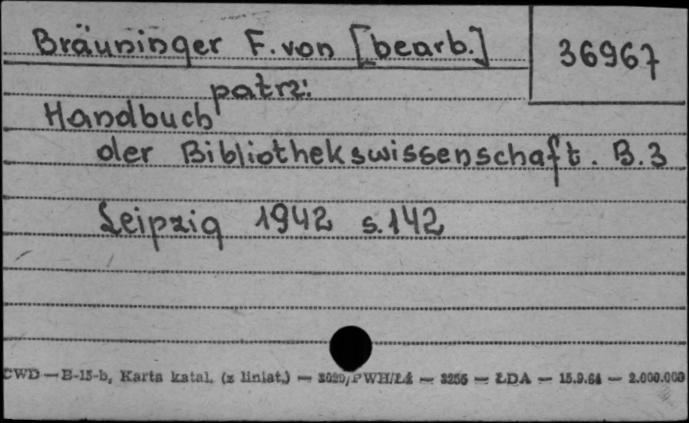 Bräuninger F. von [bearb.]
36967
patrz:
Handbuch
der Bibliothekswissenschaft. B.3
Leipzig 1942 s.142
CWD — B-15-b, Karta katal. (z liniat.) — 3020/PWH/Ł4 — 3256 — ŁDA — 15.9.64 — 2.000.000